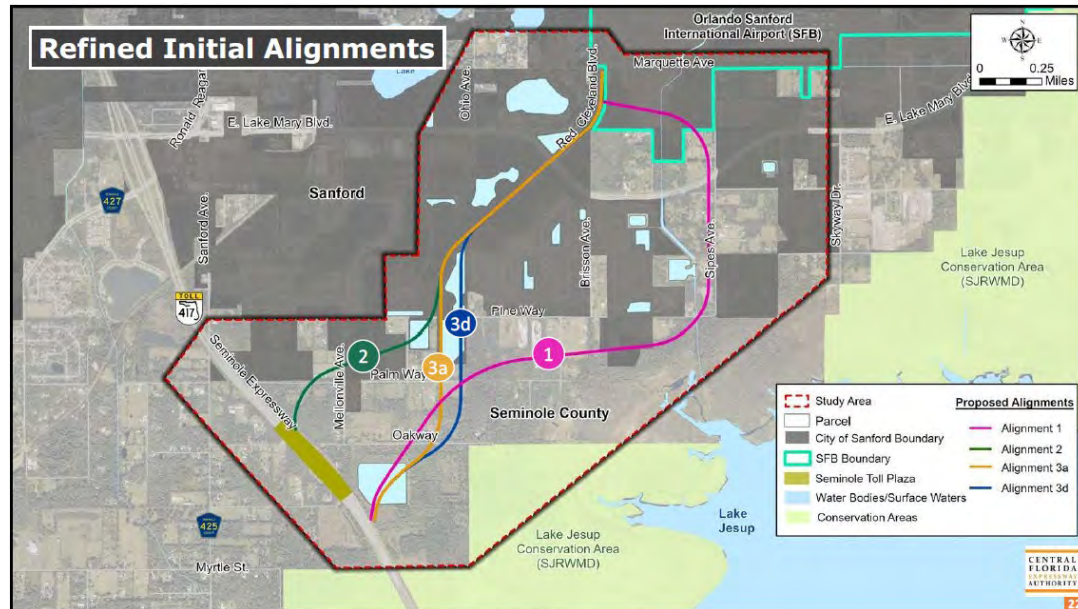 Refined Initial Alignments
Orlando Sanford
International Airport (SFB)
Marquette Ave
W
E
0
0.25
Miles
Lake
Ohio Ave.
Red Cleveland Blvd.
Ronald Reagan
E. Lake Mary Blvd.
E. Lake Mary Blvd.
427
Sanford
Sanford Ave.
Brisson Ave.
Sipes Ave.
Skyway Dr.
Lake Jesup
Conservation Area
(SJRWMD)
TOLL
417
Pine Way
Seminole Expressway
Mellonville Ave.
2
3d
3a
1
Palm Way
Seminole County
Oakway
425
Myrtle St.
Lake Jesup
Conservation Area
(SJRWMD)
Lake
Jesup
Study Area
Parcel
City of Sanford Boundary
SFB Boundary
Seminole Toll Plaza
Water Bodies/Surface Waters
Conservation Areas
Proposed Alignments
Alignment 1
Alignment 2
Alignment 3a
Alignment 3d
CENTRAL
FLORIDA
EXPRESSWAY
AUTHORITY
22